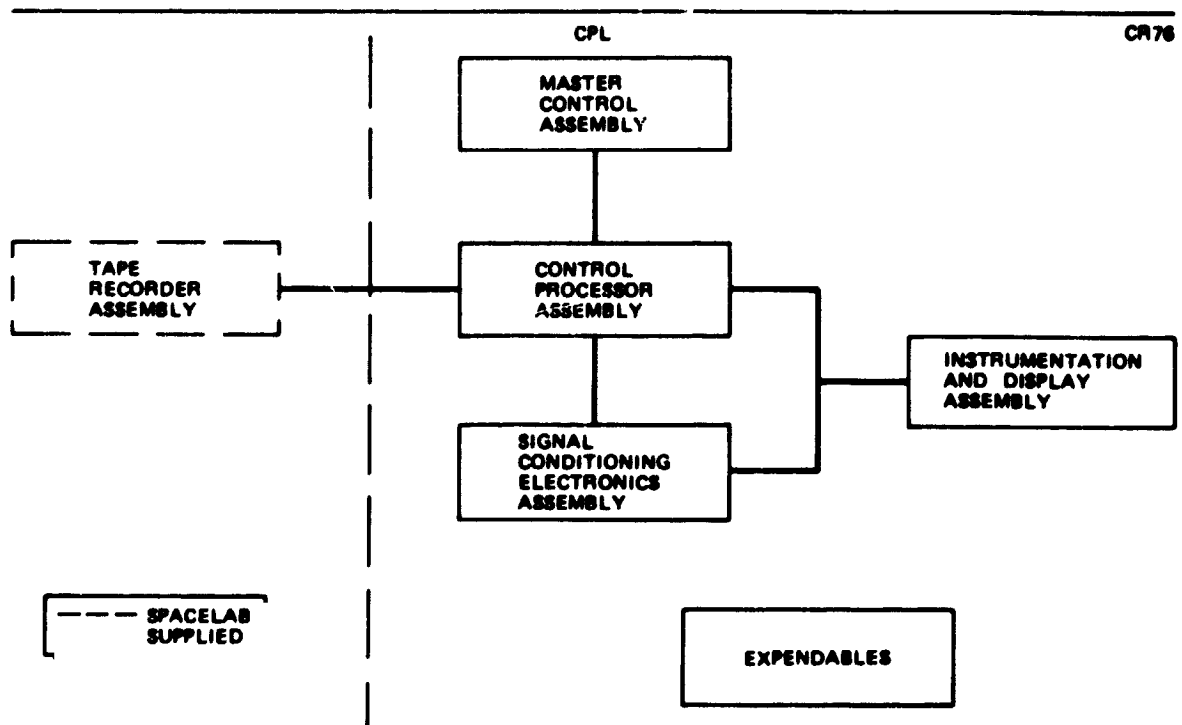 CPL
CR76
MASTER
CONTROL
ASSEMBLY
TAPE
RECORDER
ASSEMBLY
CONTROL
PROCESSOR
ASSEMBLY
INSTRUMENTATION
AND DISPLAY
ASSEMBLY
SIGNAL
CONDITIONING
ELECTRONICS
ASSEMBLY
SPACELAB
SUPPLIED
EXPENDABLES